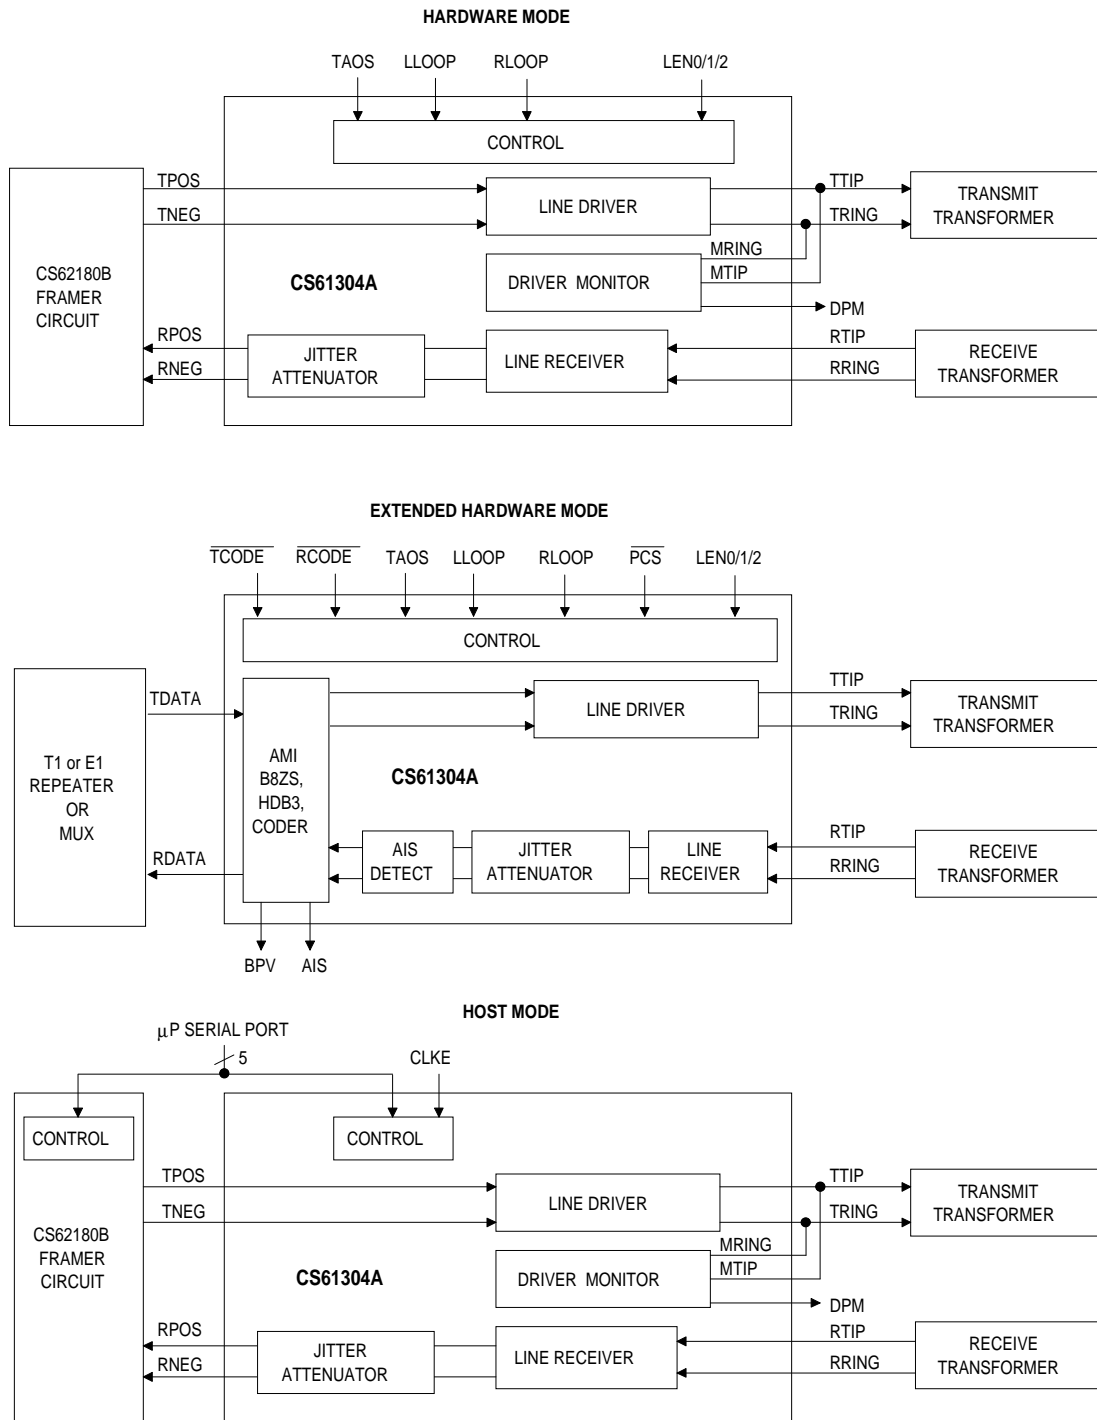 HARDWARE MODE
TAOS LLOOP RLOOP LEN0/1/2
CONTROL
TPOS
TNEG
LINE DRIVER
TTIP
TRING
TRANSMIT
TRANSFORMER
MRING
MTIP
DRIVER MONITOR
DPM
CS62180B
FRAMER
CIRCUIT
CS61304A
RPOS
RNEG
JITTER
ATTENUATOR
LINE RECEIVER
RTIP
RRING
RECEIVE
TRANSFORMER
EXTENDED HARDWARE MODE
TCODE RCODE TAOS LLOOP RLOOP PCS LEN0/1/2
CONTROL
TDATA
LINE DRIVER
TTIP
TRING
TRANSMIT
TRANSFORMER
T1 or E1
REPEATER
OR
MUX
AMI
B8ZS,
HDB3,
CODER
CS61304A
RDATA
AIS
DETECT
JITTER
ATTENUATOR
LINE
RECEIVER
RTIP
RRING
RECEIVE
TRANSFORMER
BPV AIS
HOST MODE
μP SERIAL PORT
5
CLKE
CONTROL
CONTROL
TPOS
TNEG
LINE DRIVER
TTIP
TRING
TRANSMIT
TRANSFORMER
MRING
MTIP
DRIVER MONITOR
DPM
CS62180B
FRAMER
CIRCUIT
CS61304A
RPOS
RNEG
JITTER
ATTENUATOR
LINE RECEIVER
RTIP
RRING
RECEIVE
TRANSFORMER